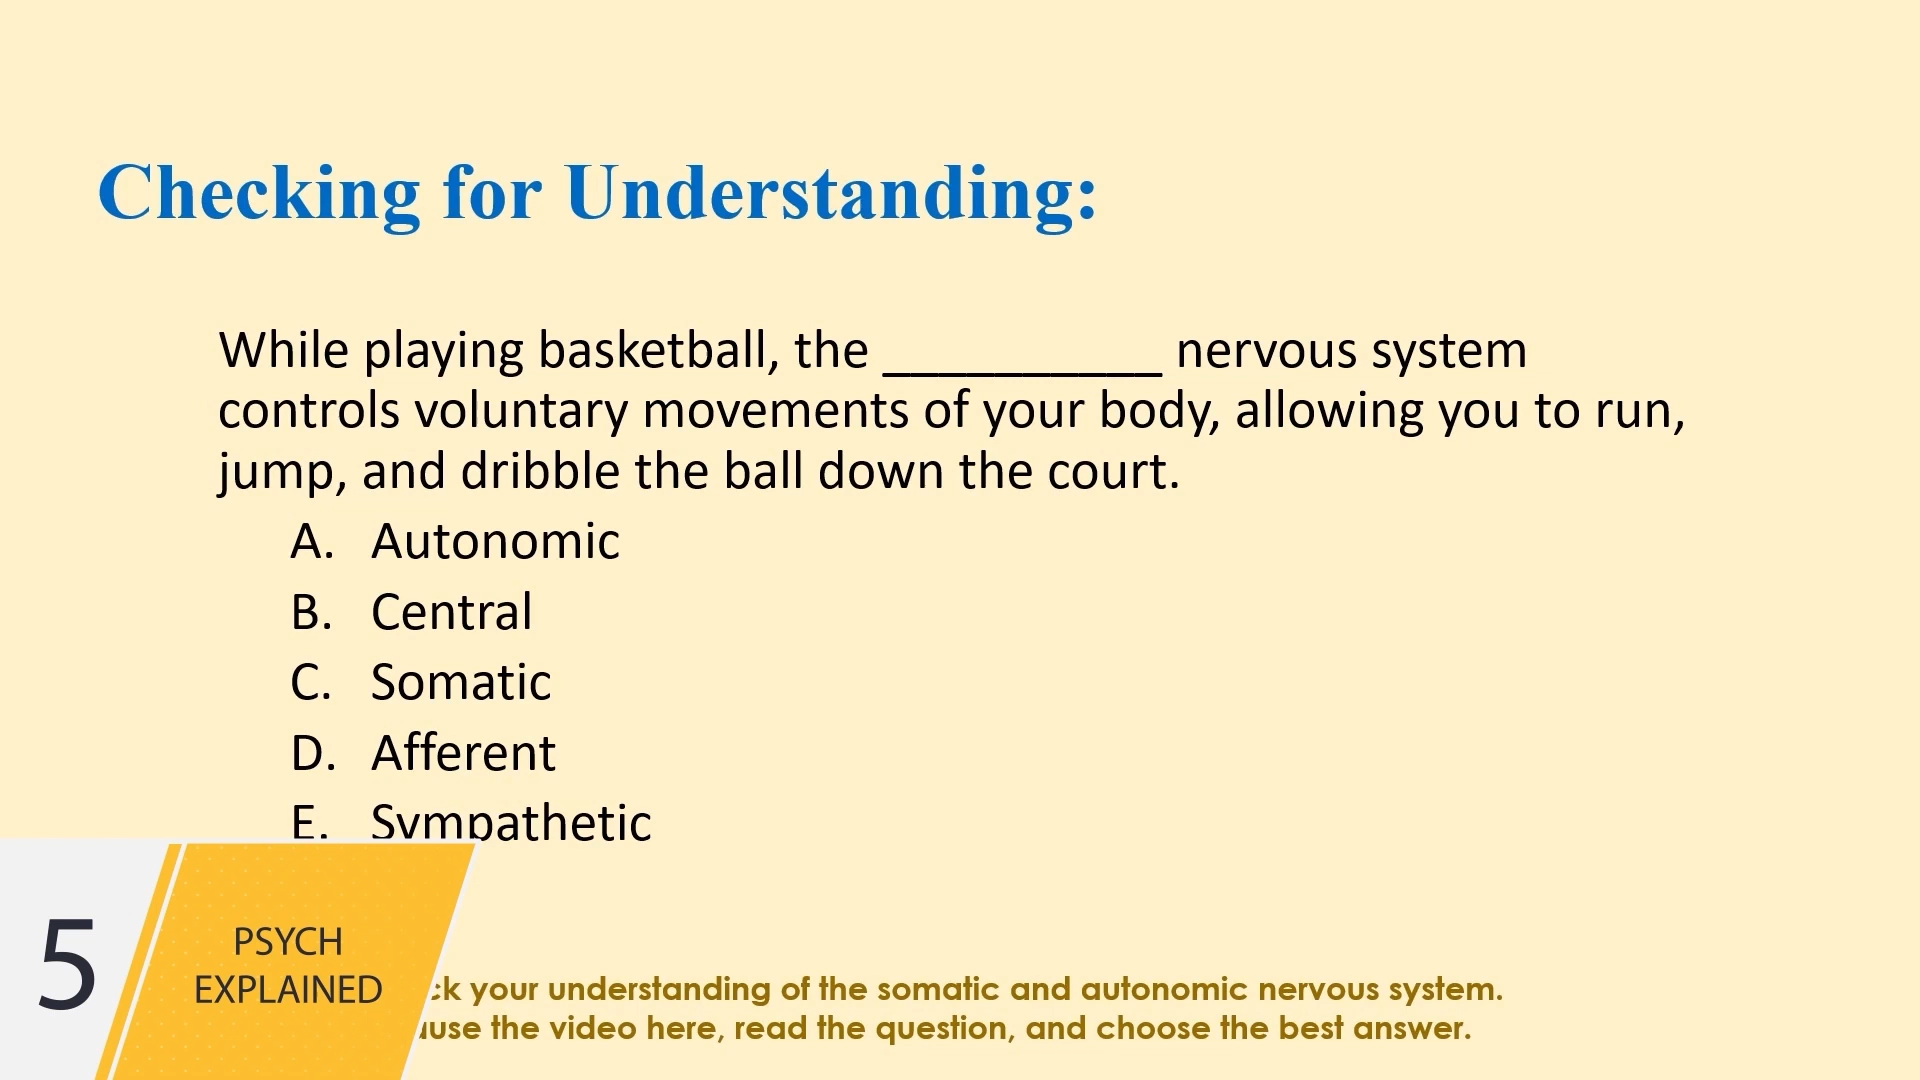 Checking for Understanding:
While playing basketball, the __________ nervous system
controls voluntary movements of your body, allowing you to run,
jump, and dribble the ball down the court.
A. Autonomic
B. Central
C. Somatic
D. Afferent
E. Sympathetic
5
PSYCH
EXPLAINED
your understanding of the somatic and autonomic nervous system.
the video here, read the question, and choose the best answer.